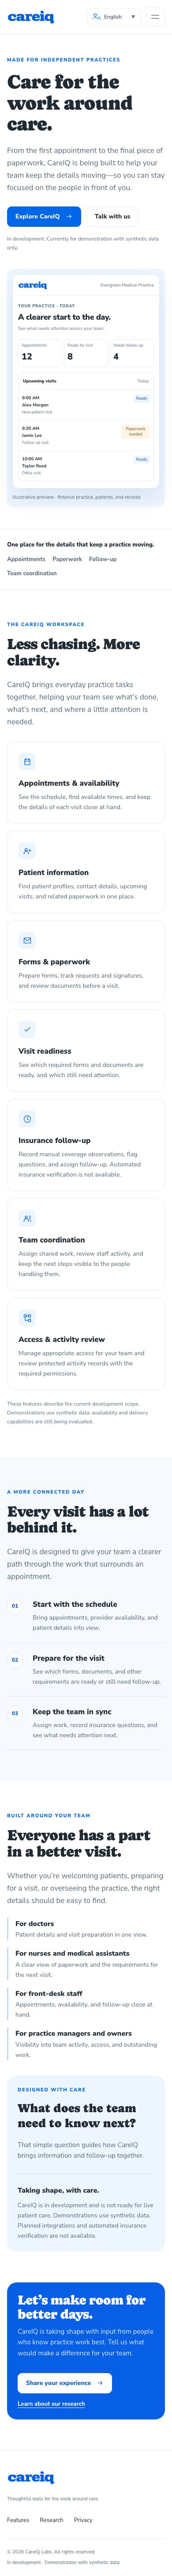 careiq
English
MADE FOR INDEPENDENT PRACTICES
Care for the
work around
care.
From the first appointment to the final piece of
paperwork, CareIQ is being built to help your
team keep the details moving—so you can stay
focused on the people in front of you.
Explore CareIQ →
Talk with us
In development. Currently for demonstration with synthetic data
only.
careiq
Evergreen Medical Practice
YOUR PRACTICE · TODAY
A clearer start to the day.
See what needs attention across your team.
Appointments
12
Ready for visit
8
Needs follow-up
4
Upcoming visits
Today
9:00 AM
Alex Morgan
New patient visit
Ready
9:30 AM
Jamie Lee
Follow-up visit
Paperwork
needed
10:00 AM
Taylor Reed
Office visit
Ready
Illustrative preview · fictional practice, patients, and records
One place for the details that keep a practice moving.
Appointments
Paperwork
Follow-up
Team coordination
THE CAREIQ WORKSPACE
Less chasing. More
clarity.
CareIQ brings everyday practice tasks
together, helping your team see what's done,
what's next, and where a little attention is
needed.
Appointments & availability
See the schedule, find available times, and keep
the details of each visit close at hand.
Patient information
Find patient profiles, contact details, upcoming
visits, and related paperwork in one place.
Forms & paperwork
Prepare forms, track requests and signatures,
and review documents before a visit.
Visit readiness
See which required forms and documents are
ready, and which still need attention.
Insurance follow-up
Record manual coverage observations, flag
questions, and assign follow-up. Automated
insurance verification is not available.
Team coordination
Assign shared work, review staff activity, and
keep the next steps visible to the people
handling them.
Access & activity review
Manage appropriate access for your team and
review protected activity records with the
required permissions.
These features describe the current development scope.
Demonstrations use synthetic data; availability and delivery
capabilities are still being evaluated.
A MORE CONNECTED DAY
Every visit has a lot
behind it.
CareIQ is designed to give your team a clearer
path through the work that surrounds an
appointment.
01
Start with the schedule
Bring appointments, provider availability, and
patient details into view.
02
Prepare for the visit
See which forms, documents, and other
requirements are ready or still need follow-up.
03
Keep the team in sync
Assign work, record insurance questions, and
see what needs attention next.
BUILT AROUND YOUR TEAM
Everyone has a part
in a better visit.
Whether you're welcoming patients, preparing
for a visit, or overseeing the practice, the right
details should be easy to find.
For doctors
Patient details and visit preparation in one view.
For nurses and medical assistants
A clear view of paperwork and the requirements for
the next visit.
For front-desk staff
Appointments, availability, and follow-up close at
hand.
For practice managers and owners
Visibility into team activity, access, and outstanding
work.
DESIGNED WITH CARE
What does the team
need to know next?
That simple question guides how CareIQ
brings information and follow-up together.
Taking shape, with care.
CareIQ is in development and is not ready for live
patient care. Demonstrations use synthetic data.
Planned integrations and automated insurance
verification are not available.
Let's make room for
better days.
CareIQ is taking shape with input from people
who know practice work best. Tell us what
would make a difference for your team.
Share your experience →
Learn about our research
careiq
Thoughtful tools for the work around care.
Features
Research
Privacy
© 2026 CareIQ Labs. All rights reserved.
In development · Demonstration with synthetic data